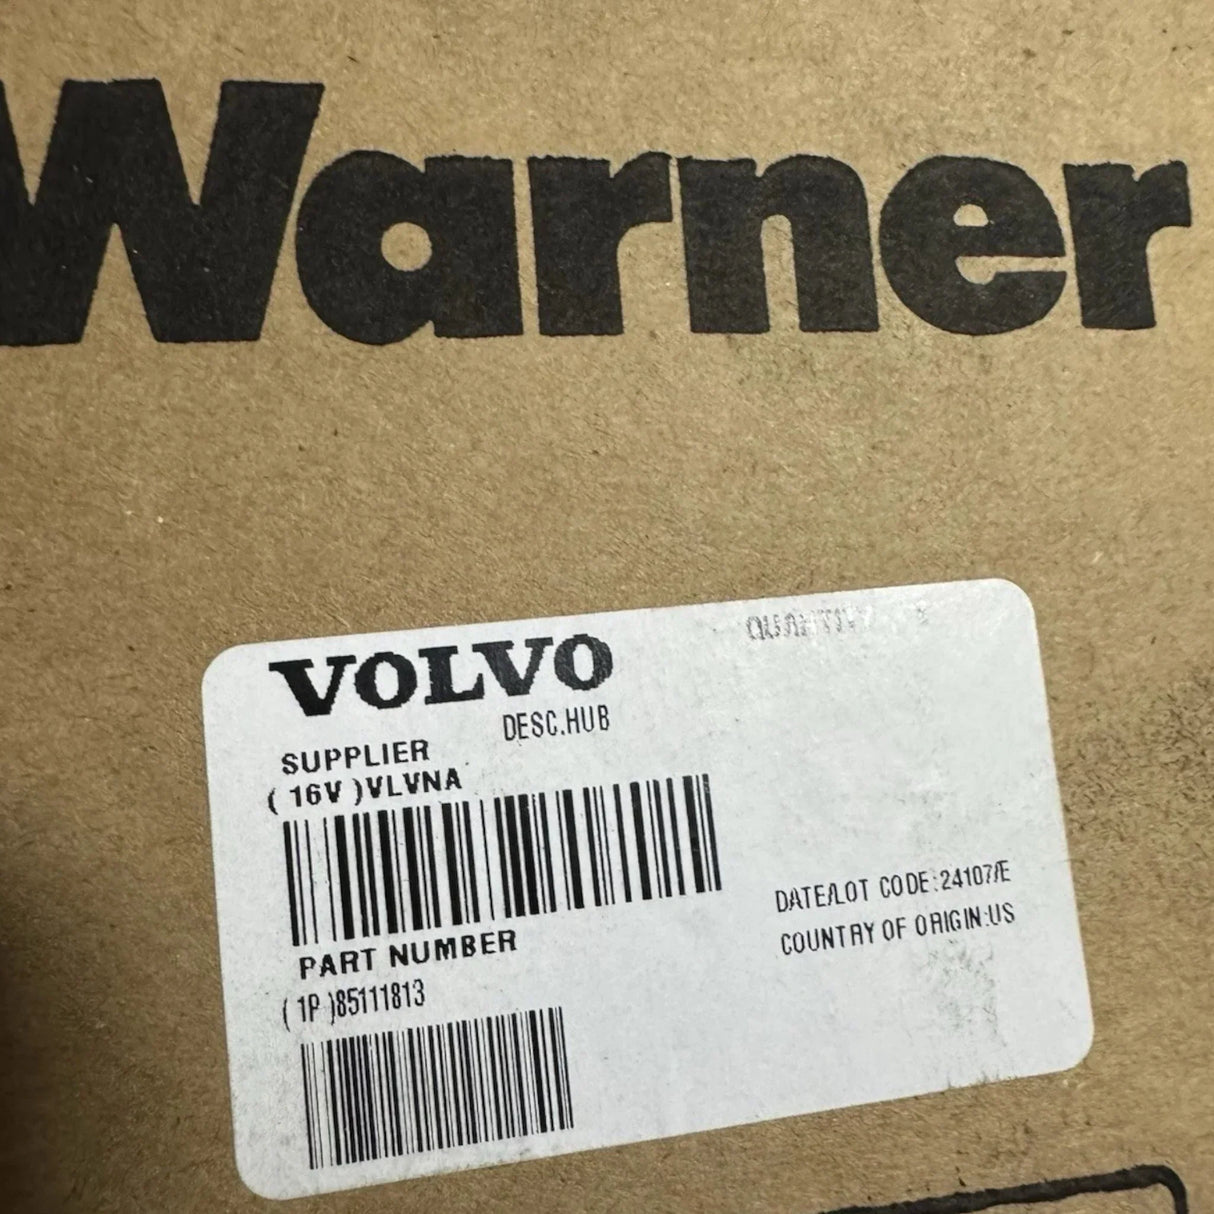 Warner
VOLVO
QUANTITY
DESC.HUB
SUPPLIER
( 16V )VLVNA
PART NUMBER
( 1P )85111813
DATE/LOT CODE:24107/E
COUNTRY OF ORIGIN:US